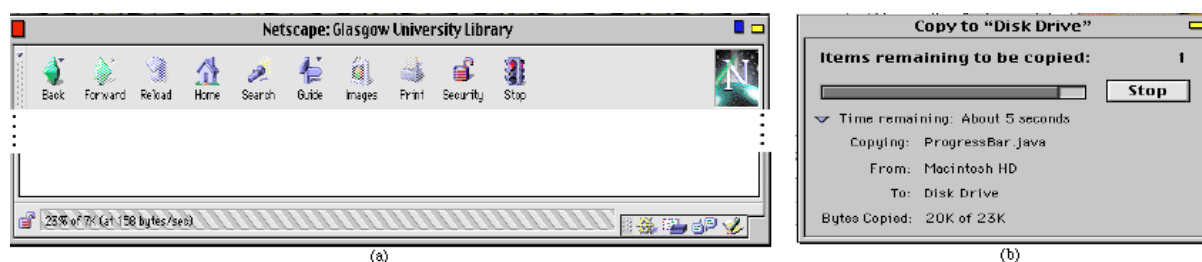 Netscape: Glasgow University Library
Back Forward Reload Home Search Guide Images Print Security Stop
N
23% of 7K (at 158 bytes/sec)
(a)
Copy to “Disk Drive”
Items remaining to be copied: 1
Stop
Time remaining: About 5 seconds
Copying: ProgressBar.java
From: Macintosh HD
To: Disk Drive
Bytes Copied: 20K of 23K
(b)